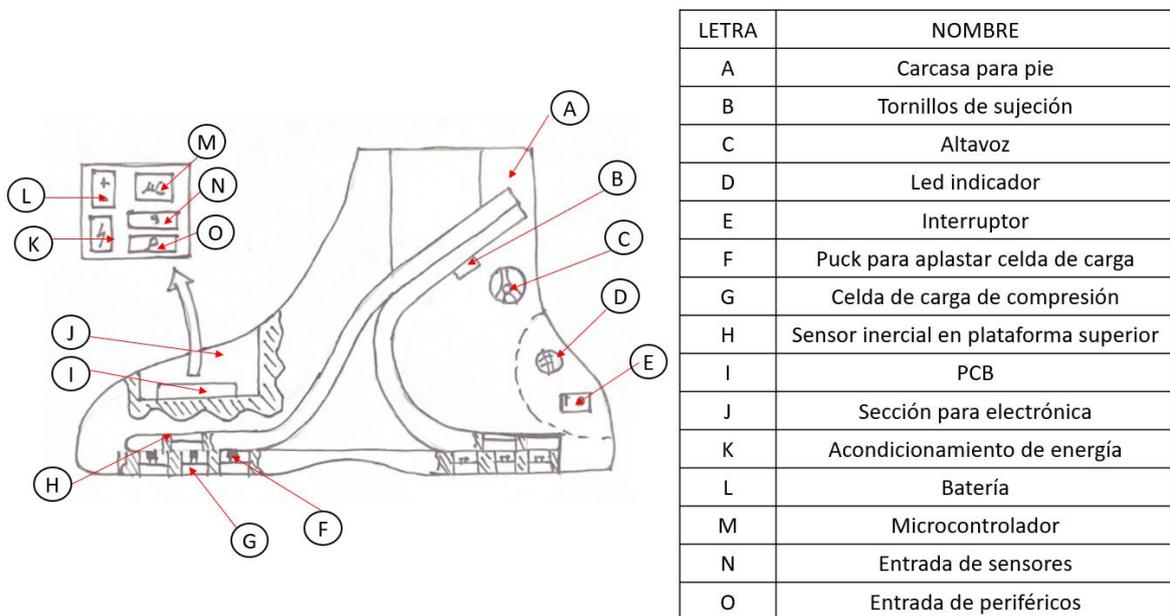 M
L
N
K
O
A
B
C
D
E
J
I
H
G
F
+
-
μC
LETRA NOMBRE
A Carcasa para pie
B Tornillos de sujeción
C Altavoz
D Led indicador
E Interruptor
F Puck para aplastar celda de carga
G Celda de carga de compresión
H Sensor inercial en plataforma superior
I PCB
J Sección para electrónica
K Acondicionamiento de energía
L Batería
M Microcontrolador
N Entrada de sensores
O Entrada de periféricos